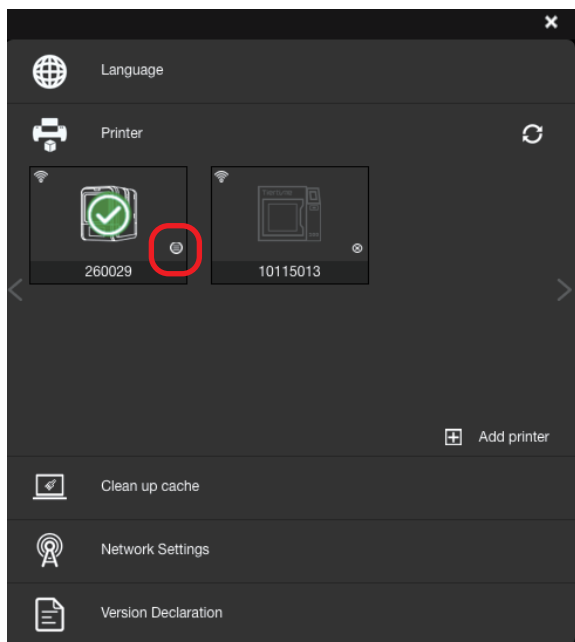 Language
Printer
260029
10115013
Add printer
Clean up cache
Network Settings
Version Declaration